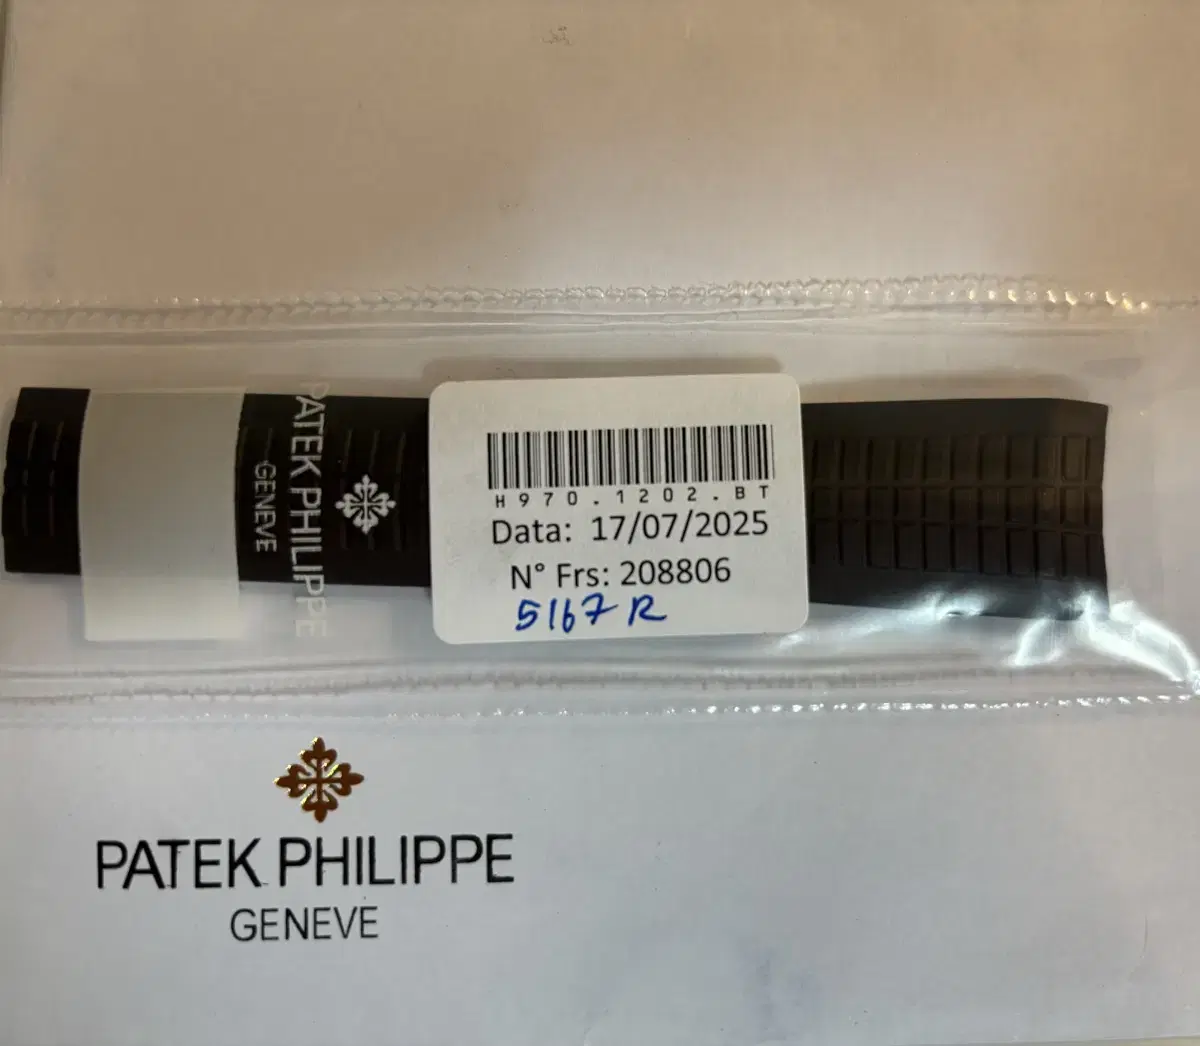 PATEK PHILIPPE
GENEVE
H970.1202.BT
Data: 17/07/2025
N° Frs: 208806
5167R
PATEK PHILIPPE
GENEVE